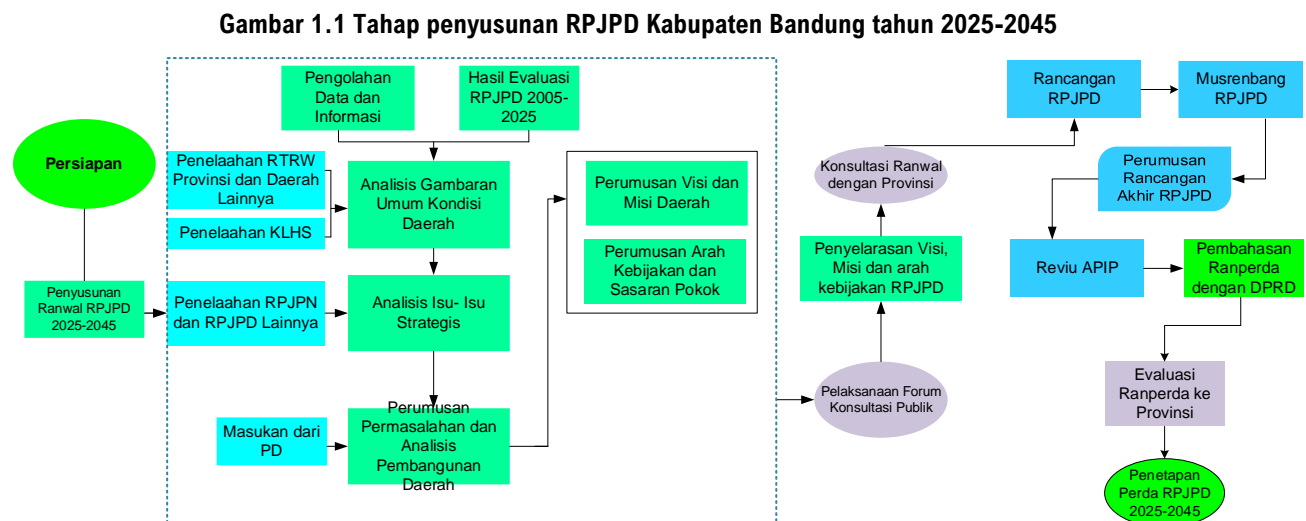 Gambar 1.1 Tahap penyusunan RPJPD Kabupaten Bandung tahun 2025-2045
Persiapan
Penyusunan
Ranwal RPJPD
2025-2045
Pengolahan
Data dan
Informasi
Hasil Evaluasi
RPJPD 2005-
2025
Penelaahan RTRW
Provinsi dan Daerah
Lainnya
Penelaahan KLHS
Analisis Gambaran
Umum Kondisi
Daerah
Penelaahan RPJPN
dan RPJPD Lainnya
Analisis Isu- Isu
Strategis
Masukan dari
PD
Perumusan
Permasalahan dan
Analisis
Pembangunan
Daerah
Perumusan Visi dan
Misi Daerah
Perumusan Arah
Kebijakan dan
Sasaran Pokok
Pelaksanaan Forum
Konsultasi Publik
Penyelarasan Visi,
Misi dan arah
kebijakan RPJPD
Konsultasi Ranwal
dengan Provinsi
Rancangan
RPJPD
Musrenbang
RPJPD
Perumusan
Rancangan
Akhir RPJPD
Reviu APIP
Pembahasan
Ranperda
dengan DPRD
Evaluasi
Ranperda ke
Provinsi
Penetapan
Perda RPJPD
2025-2045